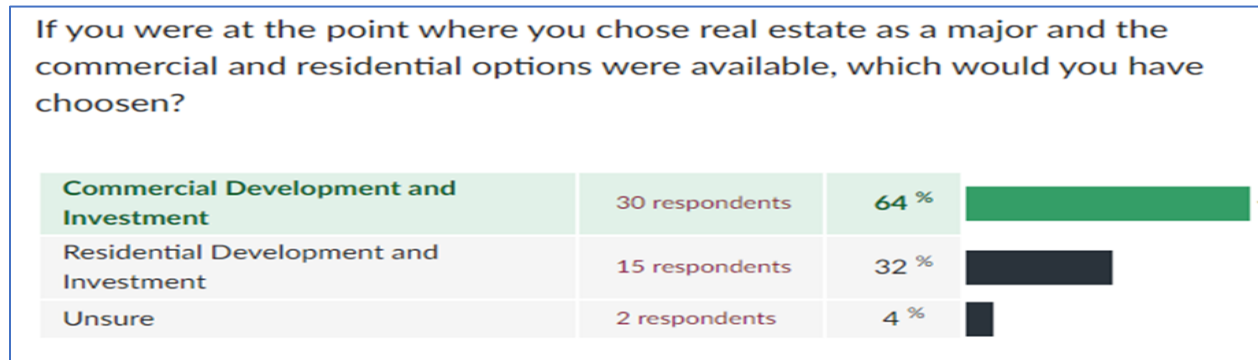 If you were at the point where you chose real estate as a major and the
commercial and residential options were available, which would you have
choosen?
Commercial Development and
Investment
30 respondents
64 %
Residential Development and
Investment
15 respondents
32 %
Unsure
2 respondents
4 %